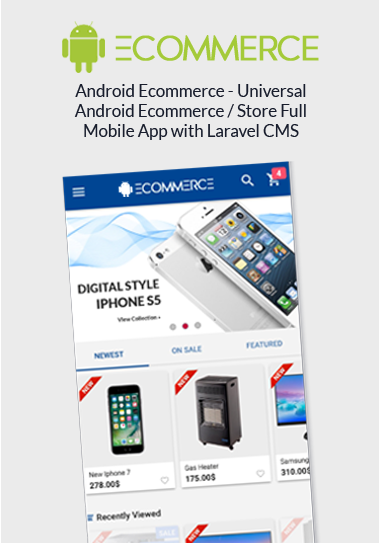 ECOMMERCE
Android Ecommerce - Universal
Android Ecommerce / Store Full
Mobile App with Laravel CMS
ECOMMERCE
4
DIGITAL STYLE
IPHONE S5
View Collection
NEWEST
ON SALE
FEATURED
NEW
NEW
NEW
New Iphone 7
278.00$
Gas Heater
175.00$
Samsung
310.00$
Recently Viewed
NEW
NEW